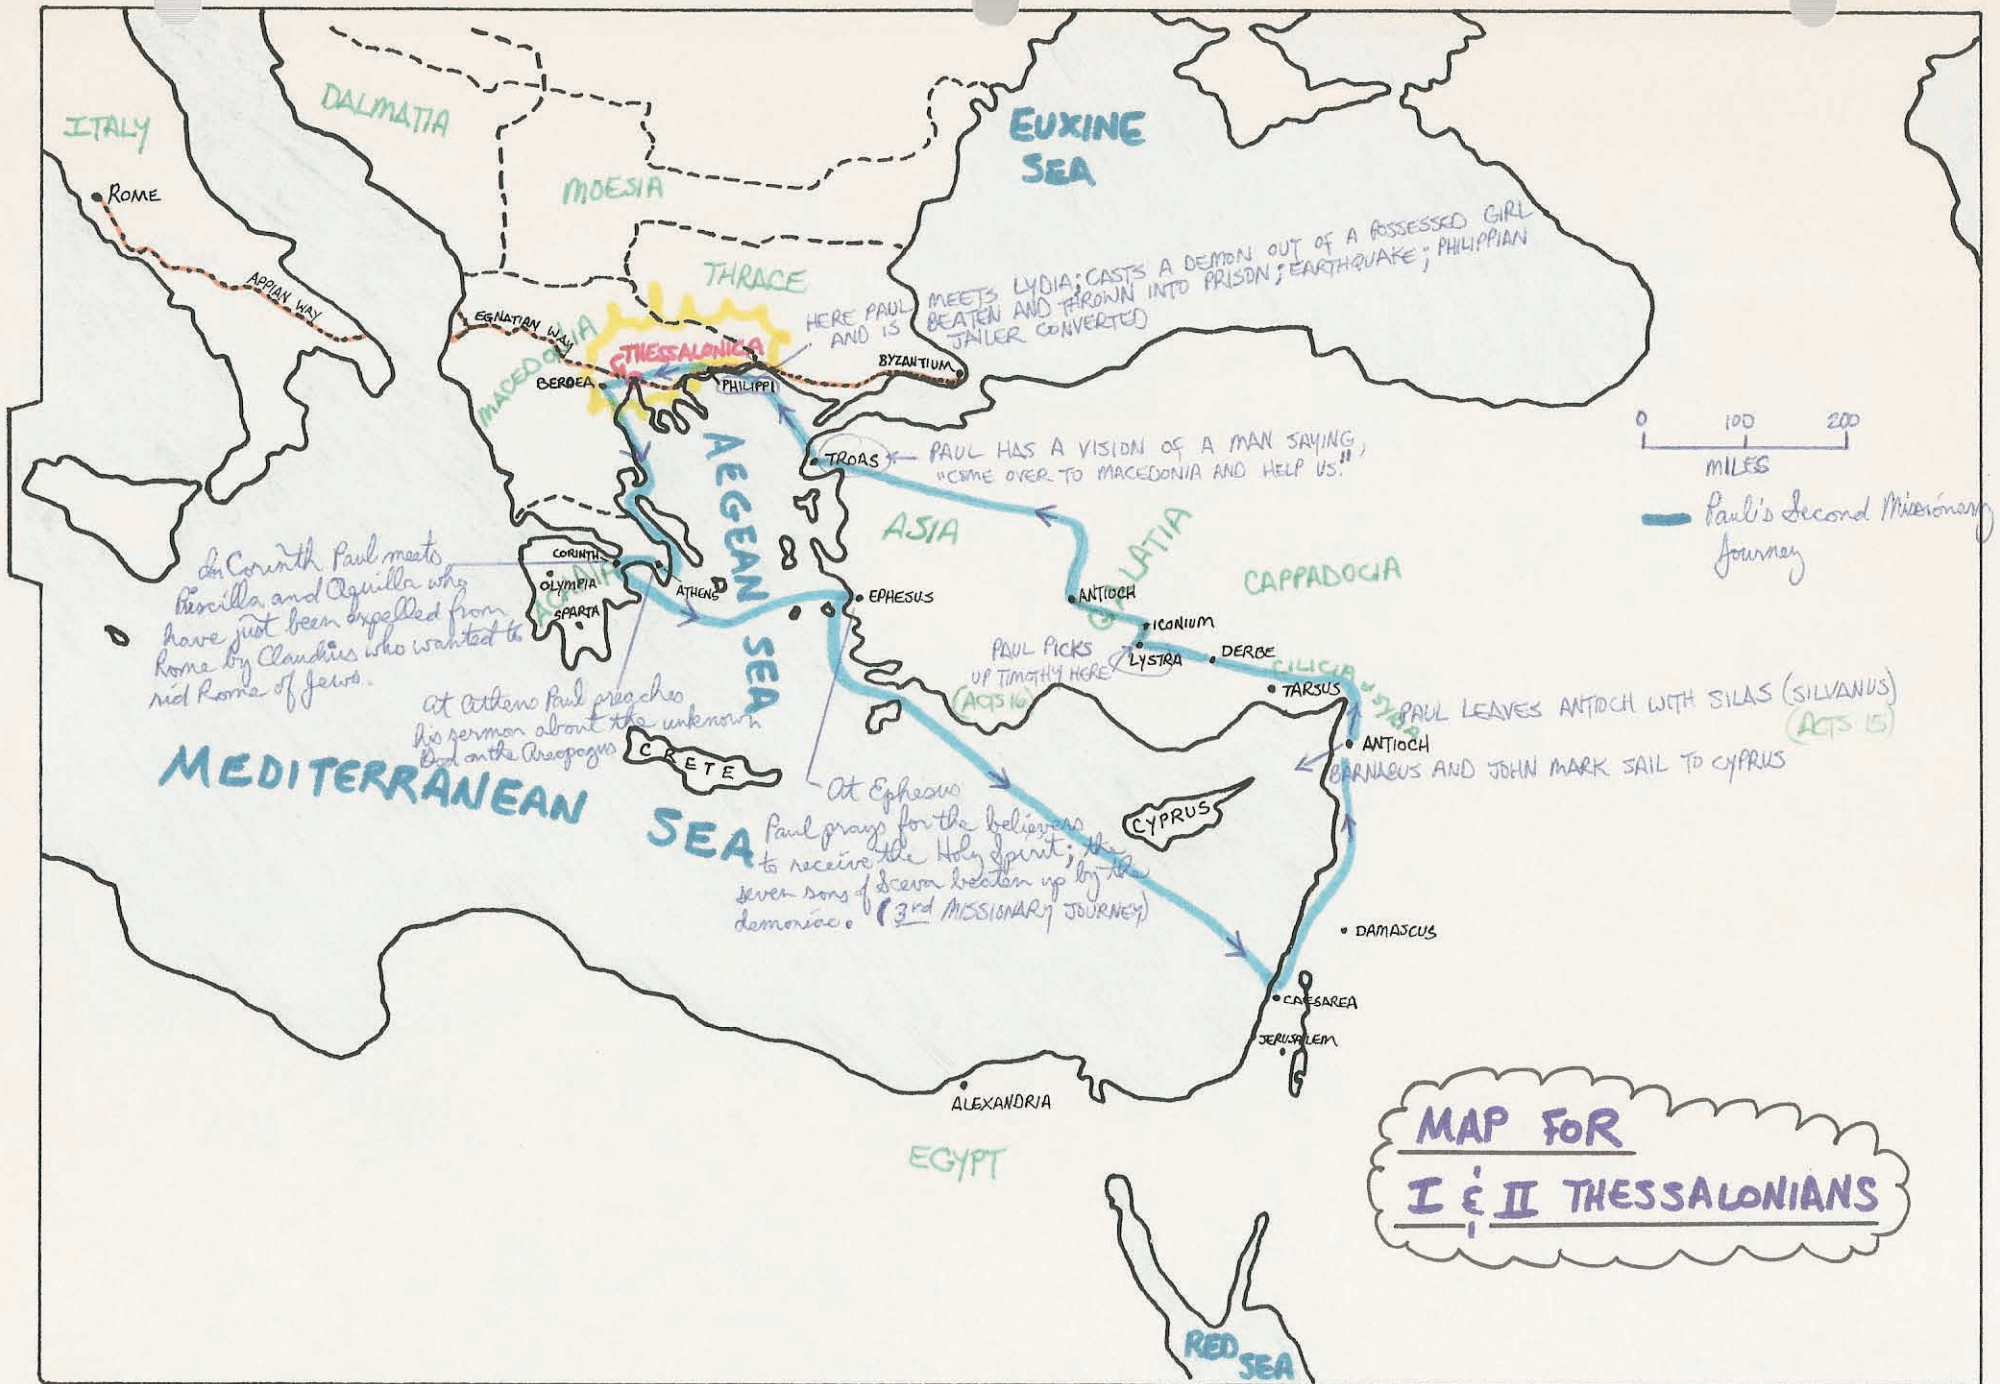 ITALY
DALMATIA
EUXINE
SEA
MOESIA
ROME
THRACE
APPIAN WAY
EGNATIAN WAY
MACEDONIA
HERE PAUL MEETS LYDIA; CASTS A DEMON OUT OF A POSSESSED GIRL
AND IS BEATEN AND THROWN INTO PRISON; EARTHQUAKE; PHILIPPIAN
JAILER CONVERTED
THESSALONICA
BEROEA
PHILIPPI
BYZANTIUM
0 100 200
MILES
Paul's Second Missionary
Journey
TROAS
PAUL HAS A VISION OF A MAN SAYING,
"COME OVER TO MACEDONIA AND HELP US."
AEGEAN
SEA
ASIA
GALATIA
CAPPADOCIA
In Corinth Paul meets
Priscilla and Aquilla who
have just been expelled from
Rome by Claudius who wanted to
rid Rome of Jews.
CORINTH
OLYMPIA
ACHAIA
SPARTA
ATHENS
EPHESUS
ANTIOCH
ICONIUM
LYSTRA
DERBE
PAUL PICKS
UP TIMOTHY HERE
(ACTS 16)
CILICIA & SYRIA
TARSUS
PAUL LEAVES ANTIOCH WITH SILAS (SILVANUS)
(ACTS 15)
ANTIOCH
BARNABUS AND JOHN MARK SAIL TO CYPRUS
At Athens Paul preaches
his sermon about the unknown
God on the Areopagus
CRETE
MEDITERRANEAN SEA
CYPRUS
At Ephesus
Paul prays for the believers
to receive the Holy Spirit; the
seven sons of Sceva beaten up by the
demoniac. (3rd MISSIONARY JOURNEY)
DAMASCUS
CAESAREA
JERUSALEM
ALEXANDRIA
EGYPT
MAP FOR
I & II THESSALONIANS
RED SEA